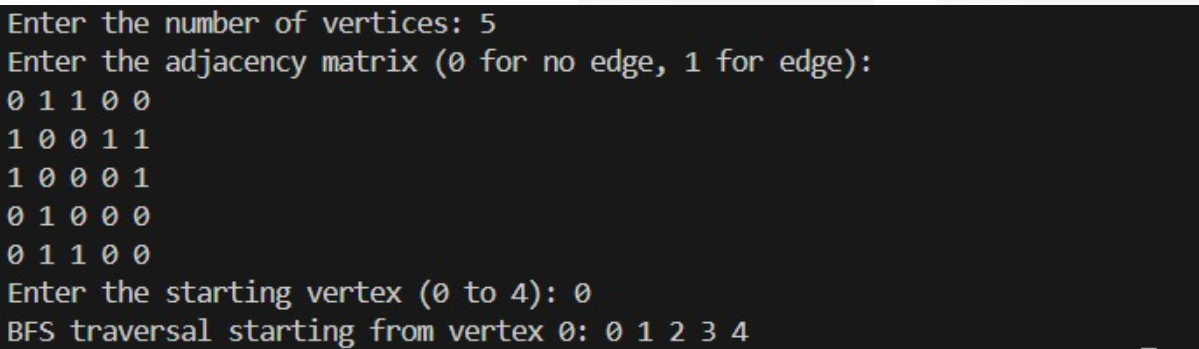 Enter the number of vertices: 5
Enter the adjacency matrix (0 for no edge, 1 for edge):
0 1 1 0 0
1 0 0 1 1
1 0 0 0 1
0 1 0 0 0
0 1 1 0 0
Enter the starting vertex (0 to 4): 0
BFS traversal starting from vertex 0: 0 1 2 3 4